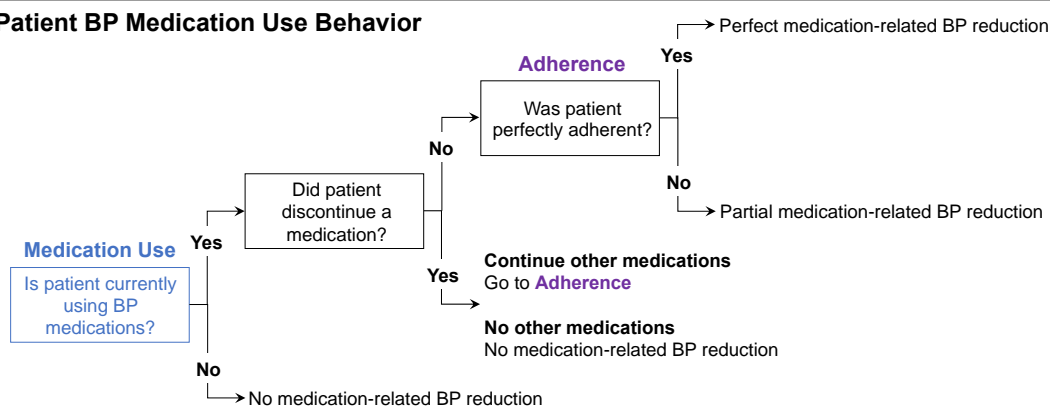 Patient BP Medication Use Behavior
Perfect medication-related BP reduction
Yes
Adherence
Was patient
perfectly adherent?
No
No
Partial medication-related BP reduction
Did patient
discontinue a
medication?
Yes
Medication Use
Is patient currently
using BP
medications?
Yes
Continue other medications
Go to Adherence
No other medications
No medication-related BP reduction
No
No medication-related BP reduction